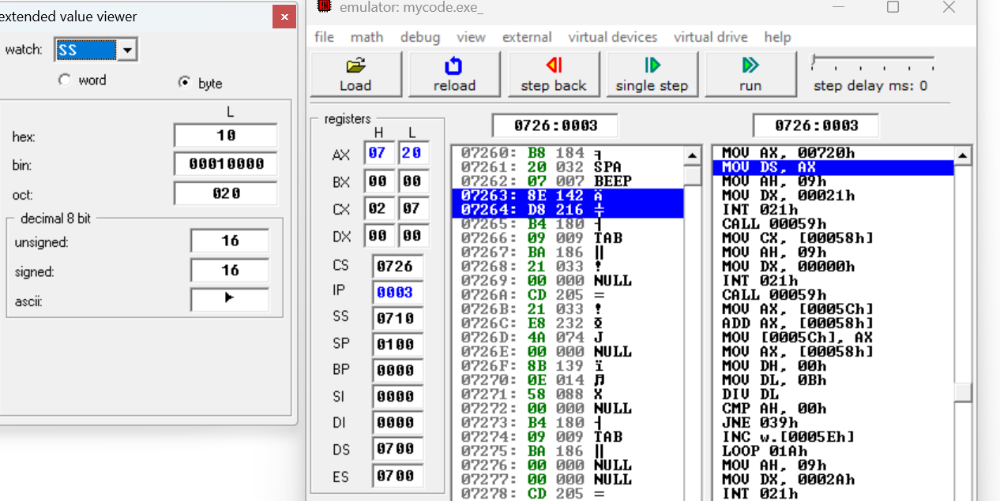 extended value viewer
watch: SS
word byte
L
hex: 10
bin: 00010000
oct: 020
decimal 8 bit
unsigned: 16
signed: 16
ascii: ►
emulator: mycode.exe_
file math debug view external virtual devices virtual drive help
Load reload step back single step run step delay ms: 0
registers
H L
AX 07 20
BX 00 00
CX 02 07
DX 00 00
CS 0726
IP 0003
SS 0710
SP 0100
BP 0000
SI 0000
DI 0000
DS 0700
ES 0700
0726:0003
07260: B8 184 ╕
07261: 20 032 SPA
07262: 07 007 BEEP
07263: 8E 142 Ä
07264: D8 216 ╪
07265: B4 180 ┤
07266: 09 009 TAB
07267: BA 186 ║
07268: 21 033 !
07269: 00 000 NULL
0726A: CD 205 =
0726B: 21 033 !
0726C: E8 232 Φ
0726D: 4A 074 J
0726E: 00 000 NULL
0726F: 8B 139 ï
07270: 0E 014 ♫
07271: 58 088 X
07272: 00 000 NULL
07273: B4 180 ┤
07274: 09 009 TAB
07275: BA 186 ║
07276: 00 000 NULL
07277: 00 000 NULL
07278: CD 205 =
0726:0003
MOV AX, 00720h
MOV DS, AX
MOV AH, 09h
MOV DX, 00021h
INT 021h
CALL 00059h
MOV CX, [00058h]
MOV AH, 09h
MOV DX, 00000h
INT 021h
CALL 00059h
MOV AX, [0005Ch]
ADD AX, [00058h]
MOV [0005Ch], AX
MOV AX, [00058h]
MOV DH, 00h
MOV DL, 0Bh
DIV DL
CMP AH, 00h
JNE 039h
INC w.[0005Eh]
LOOP 01Ah
MOV AH, 09h
MOV DX, 0002Ah
INT 021h